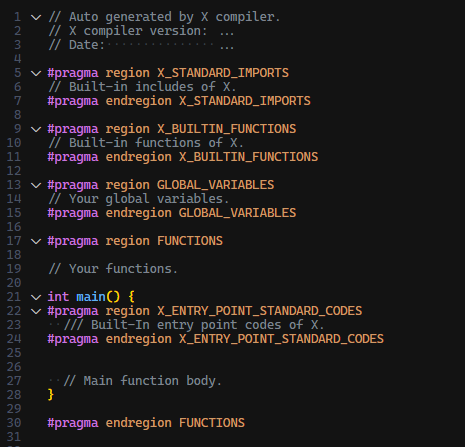 1 // Auto generated by X compiler.
2 // X compiler version: ...
3 // Date:··············· ...
4
5 #pragma region X_STANDARD_IMPORTS
6 // Built-in includes of X.
7 #pragma endregion X_STANDARD_IMPORTS
8
9 #pragma region X_BUILTIN_FUNCTIONS
10 // Built-in functions of X.
11 #pragma endregion X_BUILTIN_FUNCTIONS
12
13 #pragma region GLOBAL_VARIABLES
14 // Your global variables.
15 #pragma endregion GLOBAL_VARIABLES
16
17 #pragma region FUNCTIONS
18
19 // Your functions.
20
21 int main() {
22 #pragma region X_ENTRY_POINT_STANDARD_CODES
23 ··/// Built-In entry point codes of X.
24 #pragma endregion X_ENTRY_POINT_STANDARD_CODES
25
26
27 ··// Main function body.
28 }
29
30 #pragma endregion FUNCTIONS
31